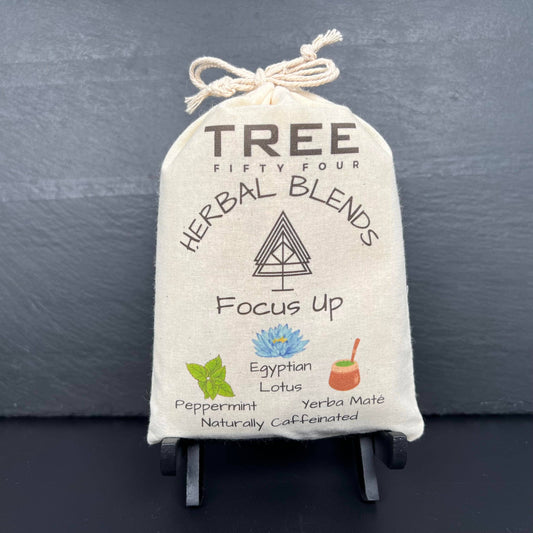 TREE
FIFTY FOUR
HERBAL BLENDS
Focus Up
Egyptian
Lotus
Peppermint
Yerba Maté
Naturally Caffeinated